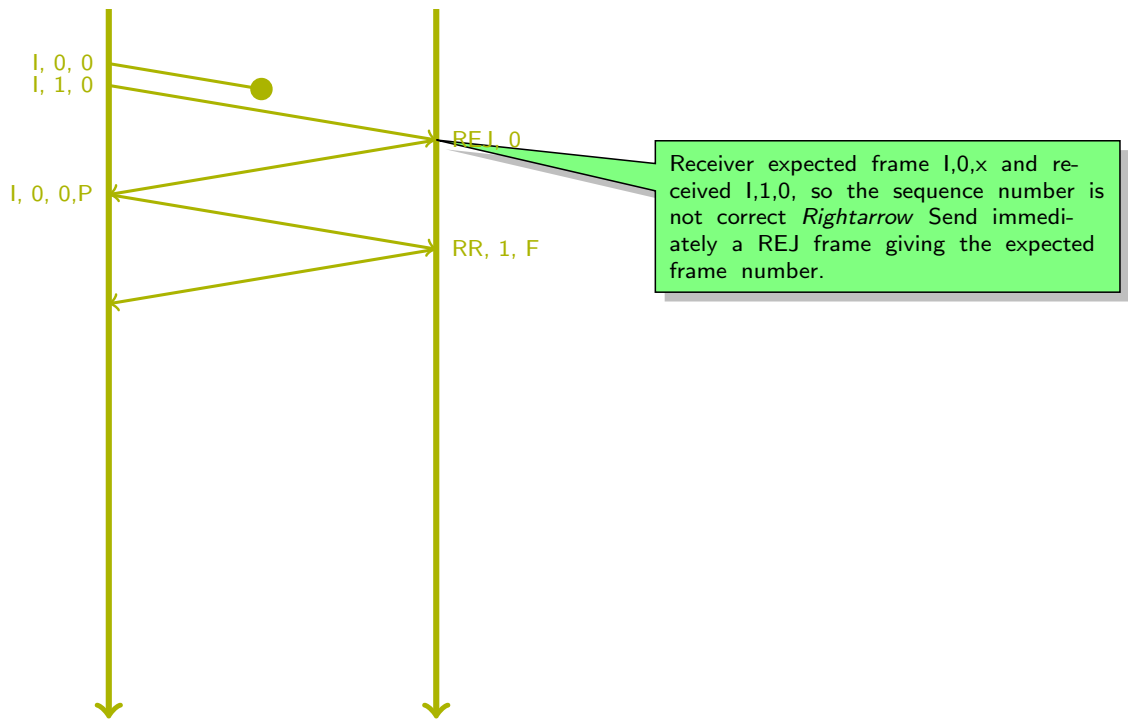 I, 0, 0
I, 1, 0
REJ, 0
I, 0, 0,P
RR, 1, F
Receiver expected frame I,0,x and re-
ceived I,1,0, so the sequence number is
not correct Rightarrow Send immedi-
ately a REJ frame giving the expected
frame number.